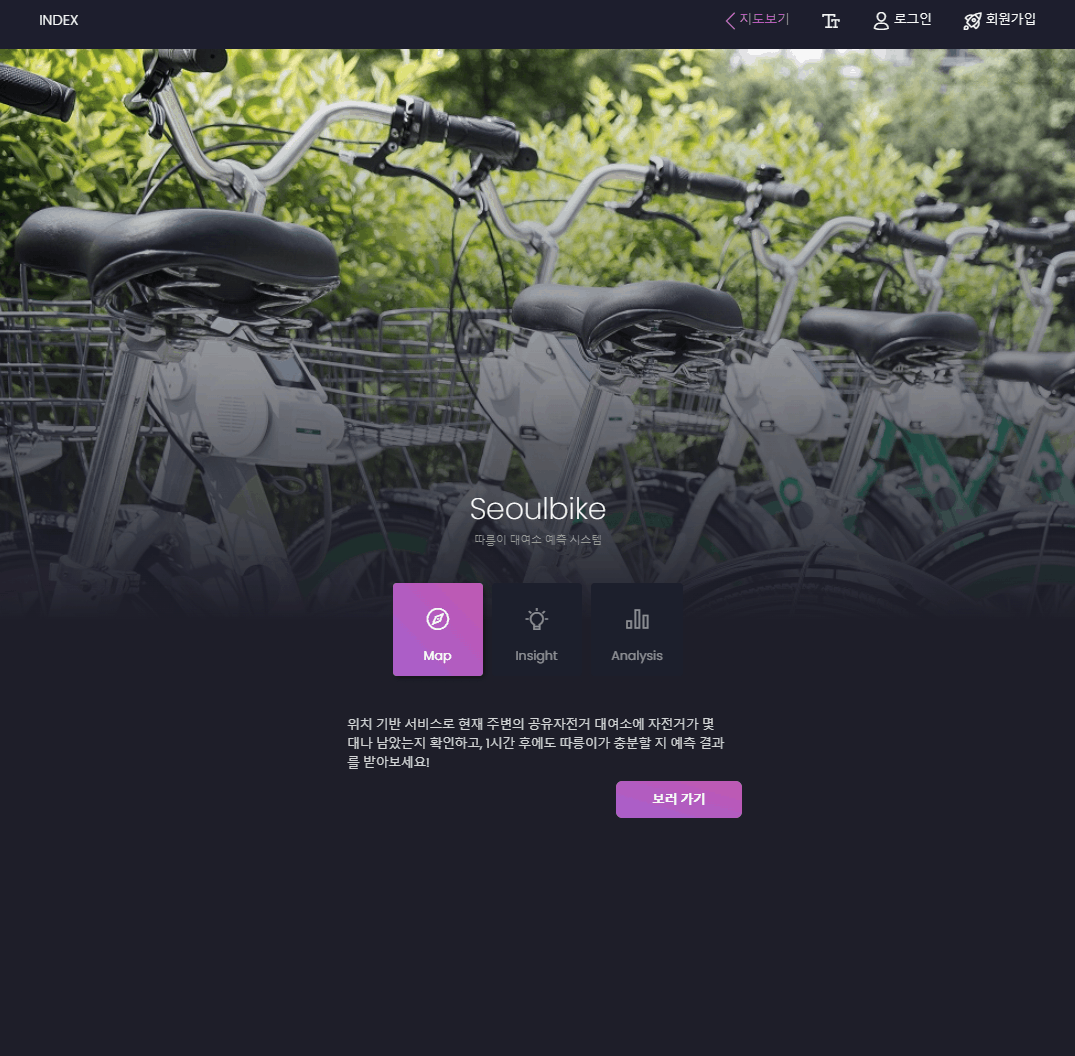 INDEX
지도보기
로그인
회원가입
Seoulbike
따릉이 대여소 예측 시스템
Map
Insight
Analysis
위치 기반 서비스로 현재 주변의 공유자전거 대여소에 자전거가 몇
대나 남았는지 확인하고, 1시간 후에도 따릉이가 충분할 지 예측 결과
를 받아보세요!
보러 가기